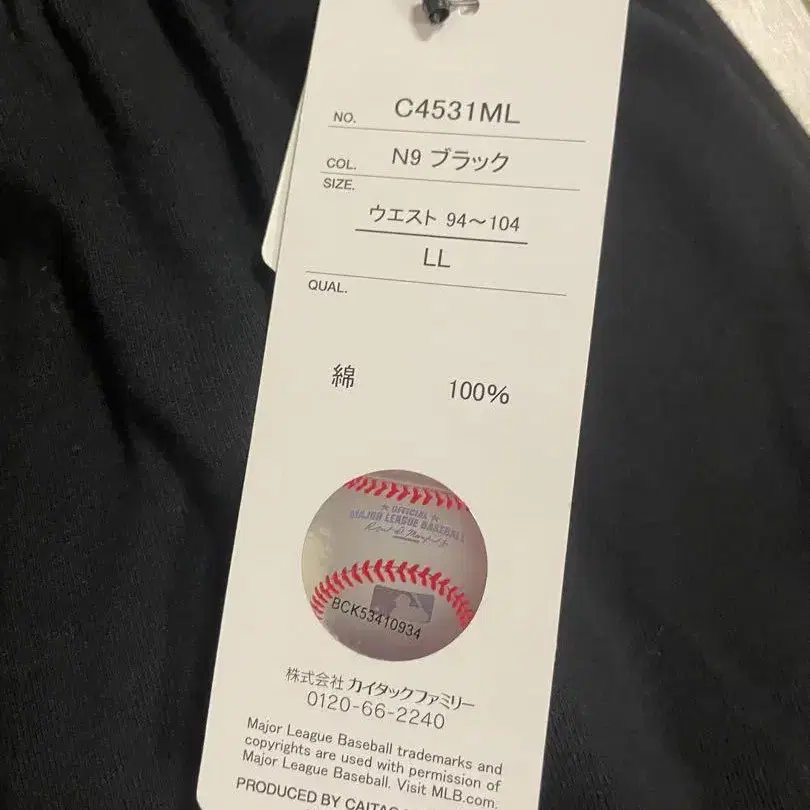 NO. C4531ML
COL. N9 ブラック
SIZE.
ウエスト 94～104
LL
QUAL.
綿 100%
★ OFFICIAL ★
MAJOR LEAGUE BASEBALL
BCK53410934
株式会社 カイタックファミリー
0120-66-2240
Major League Baseball trademarks and
copyrights are used with permission of
Major League Baseball. Visit MLB.com.
PRODUCED BY